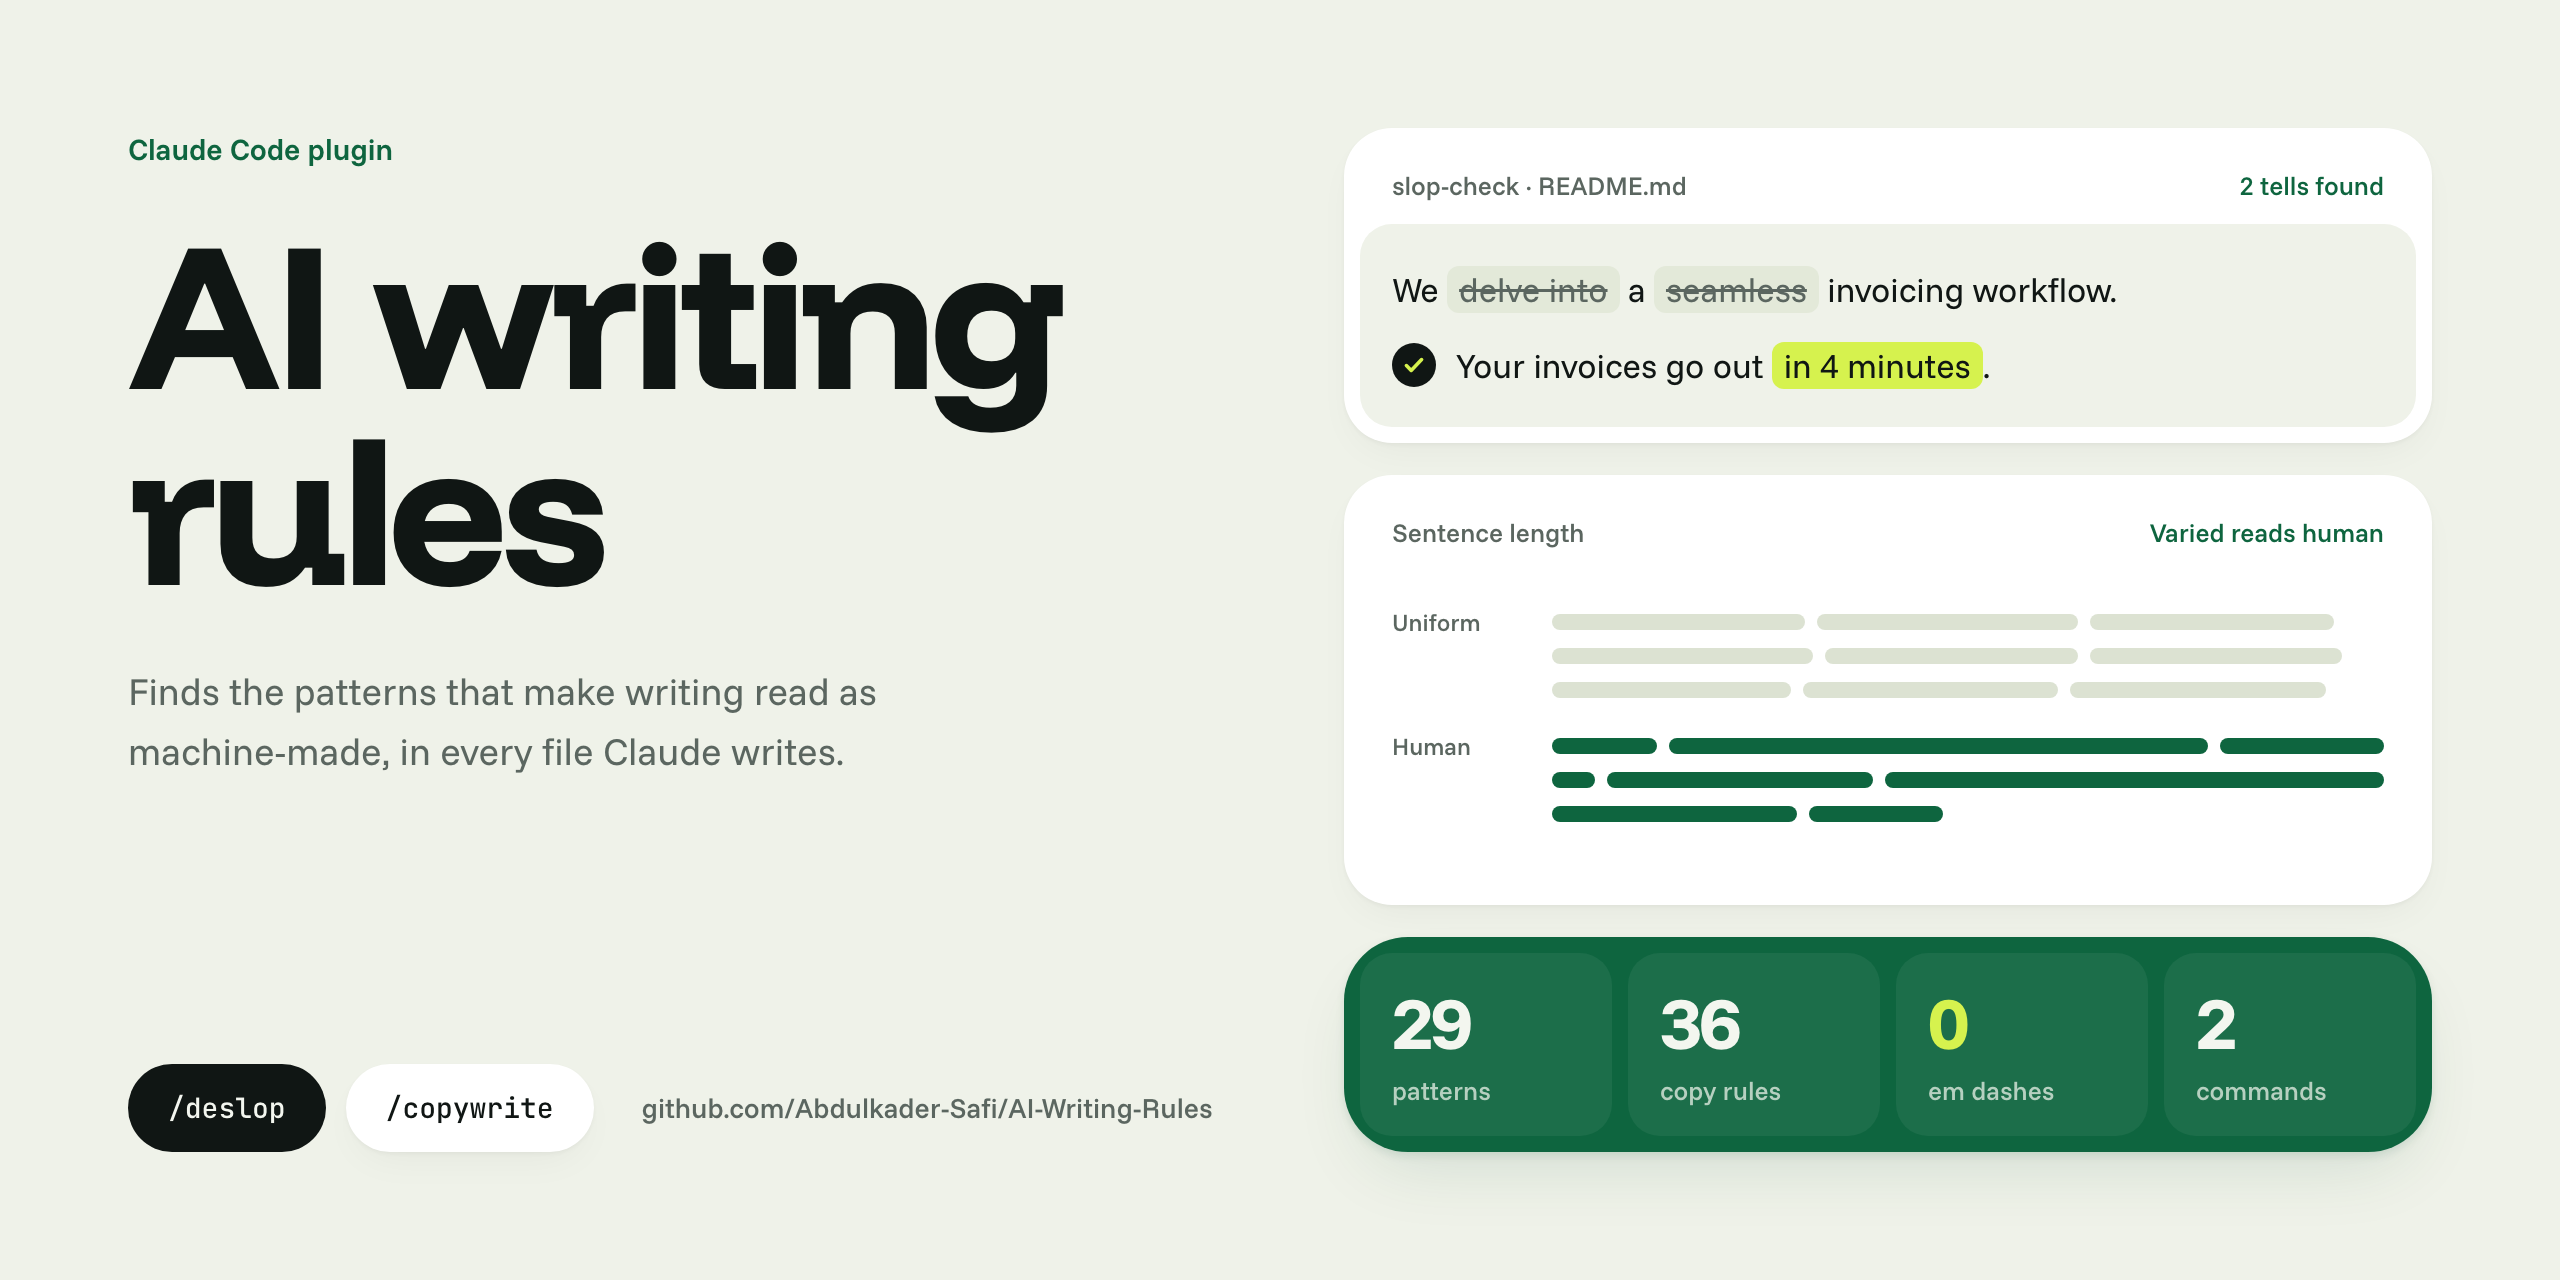 Claude Code plugin
AI writing
rules
Finds the patterns that make writing read as
machine-made, in every file Claude writes.
/deslop
/copywrite
github.com/Abdulkader-Safi/AI-Writing-Rules
slop-check · README.md
2 tells found
We delve into a seamless invoicing workflow.
Your invoices go out in 4 minutes.
Sentence length
Varied reads human
Uniform
Human
29
patterns
36
copy rules
0
em dashes
2
commands